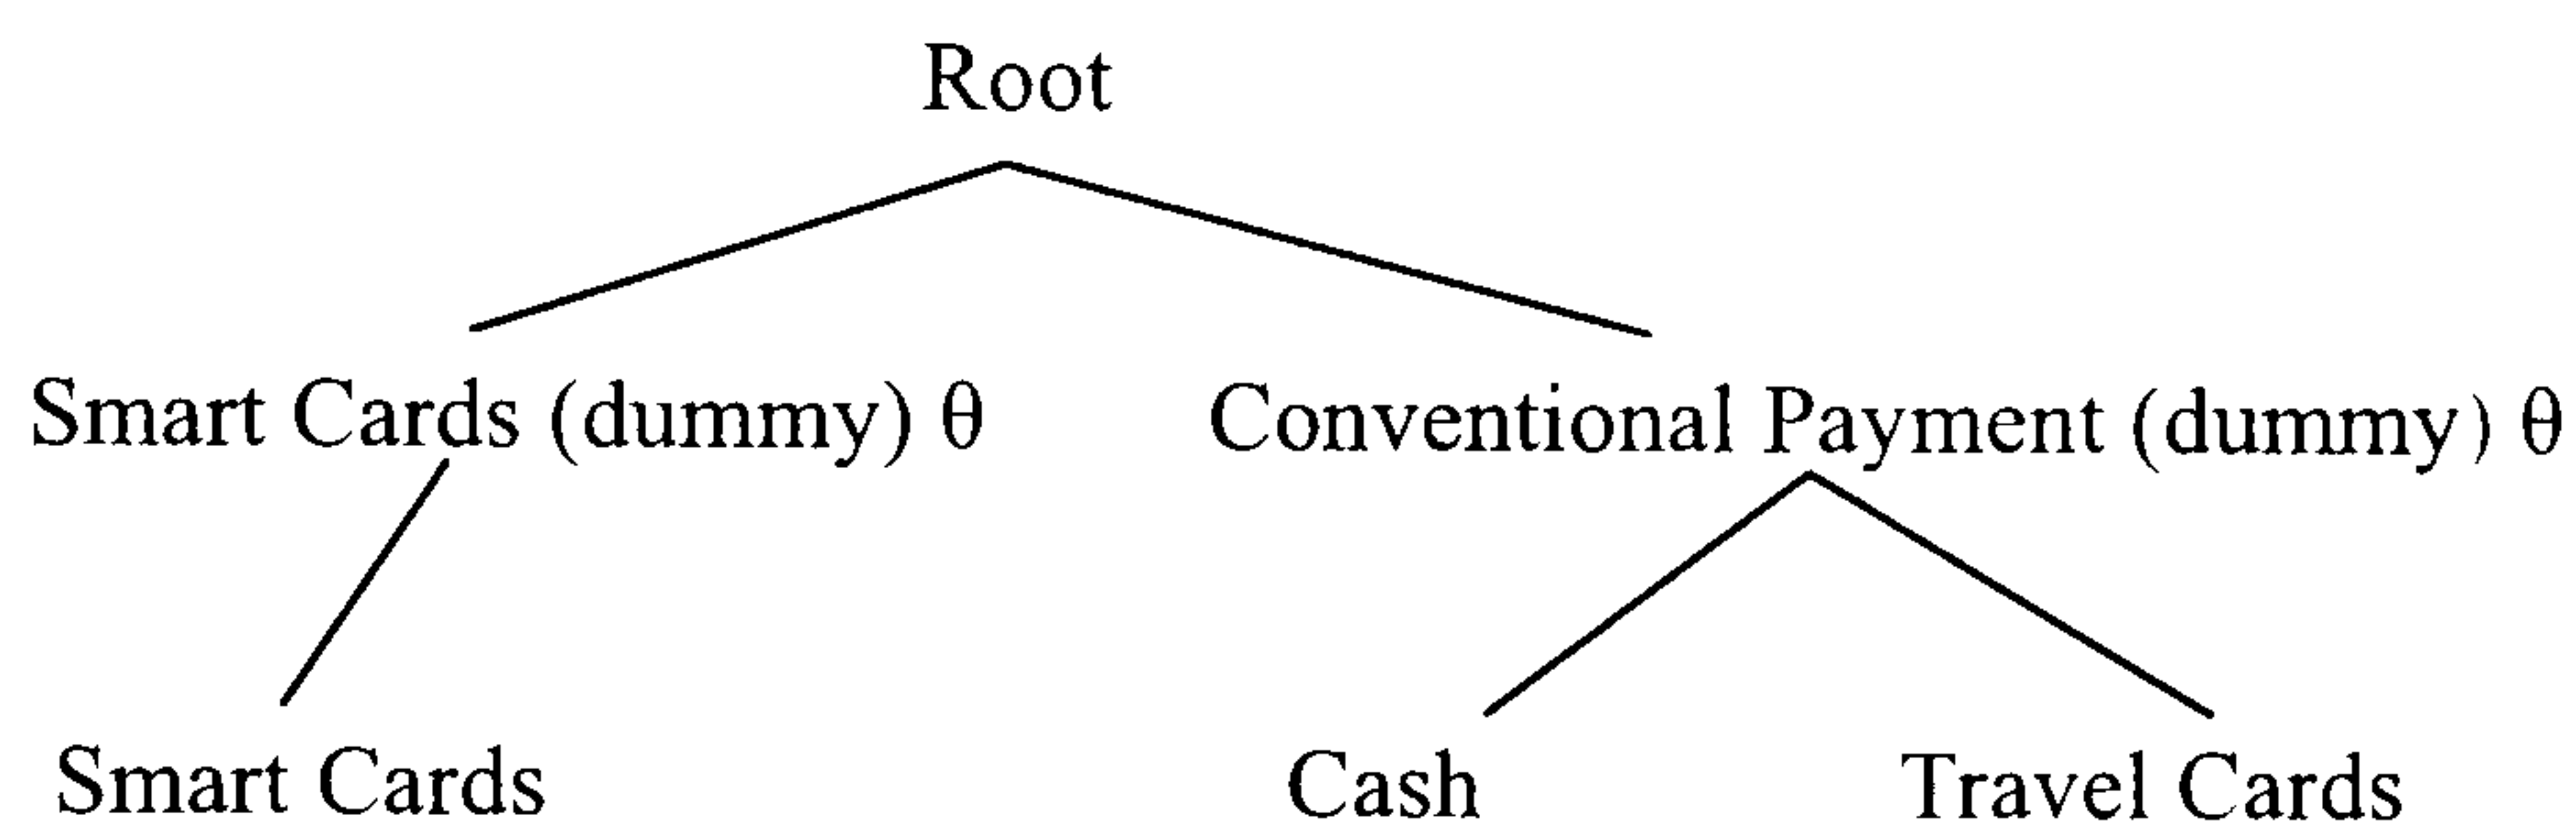 Root
Smart Cards (dummy) θ Conventional Payment (dummy) θ
Smart Cards Cash Travel Cards